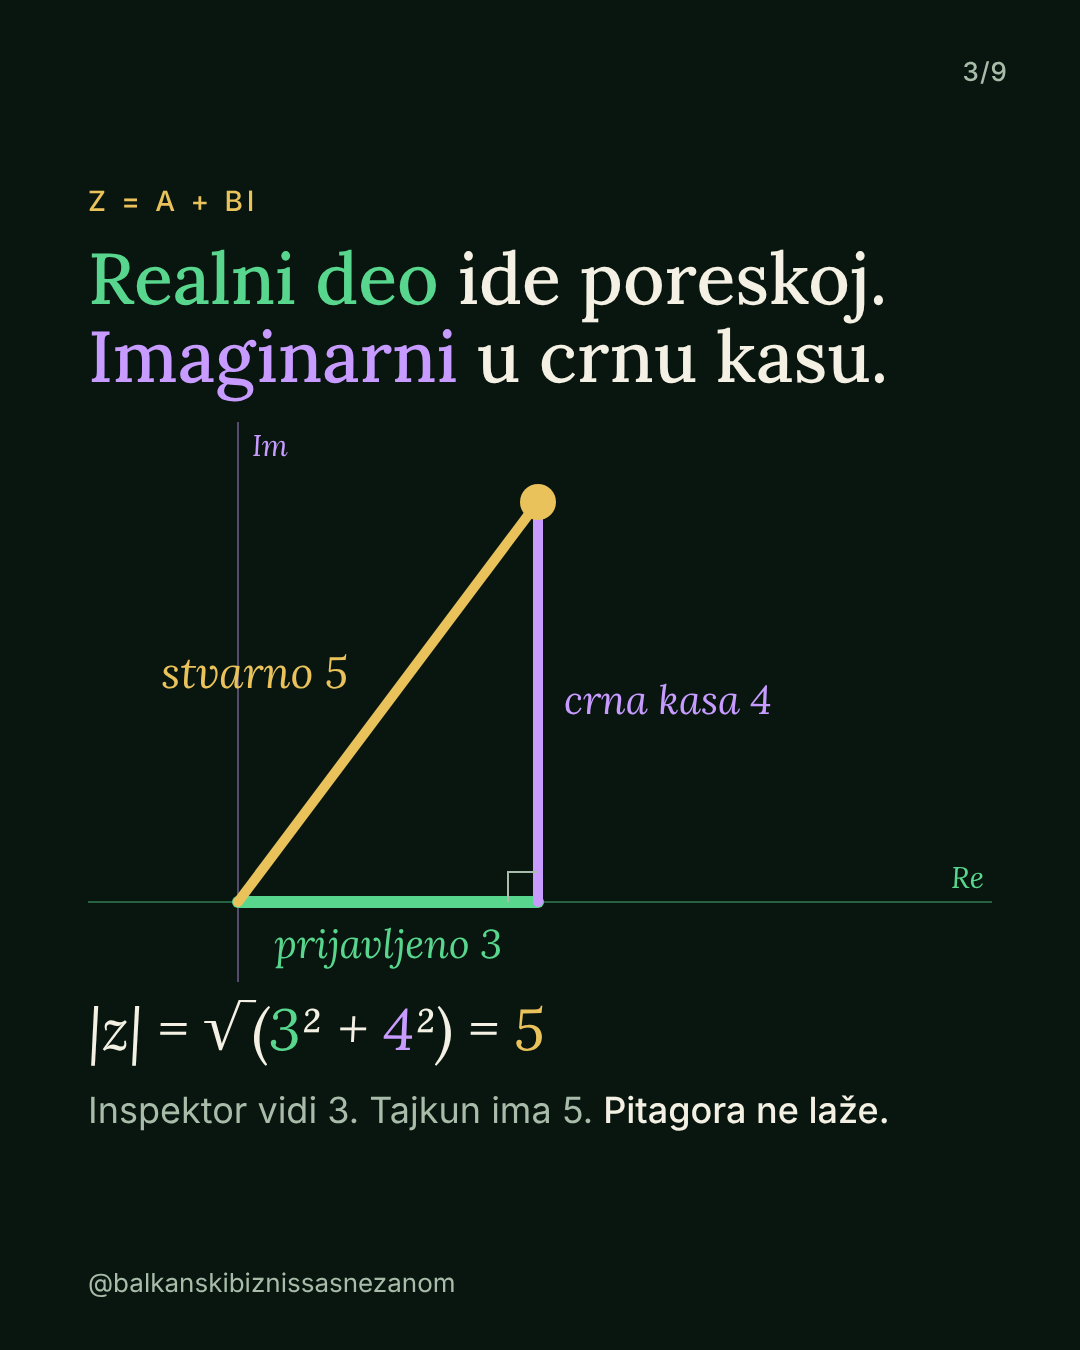 3/9
Z = A + BI
Realni deo ide poreskoj.
Imaginarni u crnu kasu.
Im
stvarno 5
crna kasa 4
Re
prijavljeno 3
|z| = √(3² + 4²) = 5
Inspektor vidi 3. Tajkun ima 5. Pitagora ne laže.
@balkanskibiznissasnezanom